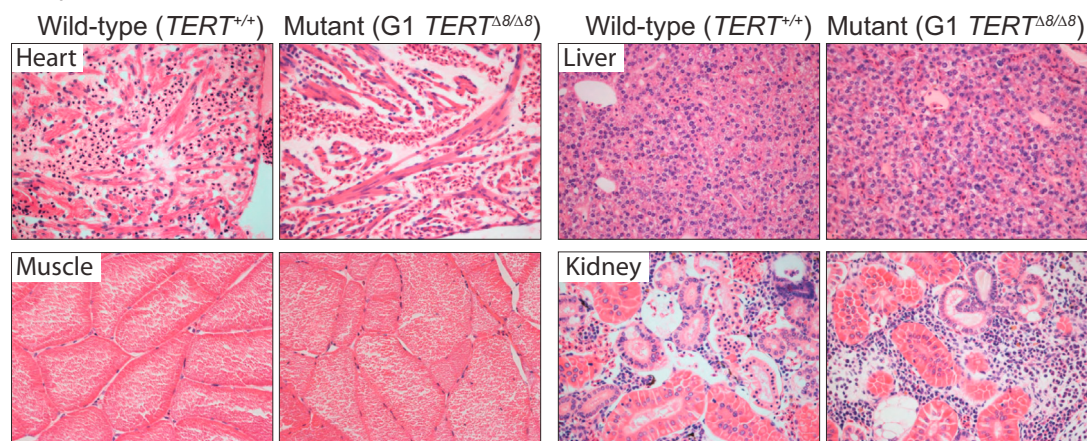 Wild-type (TERT+/+) Mutant (G1 TERTΔ8/Δ8) Wild-type (TERT+/+) Mutant (G1 TERTΔ8/Δ8)
Heart Liver
Muscle Kidney